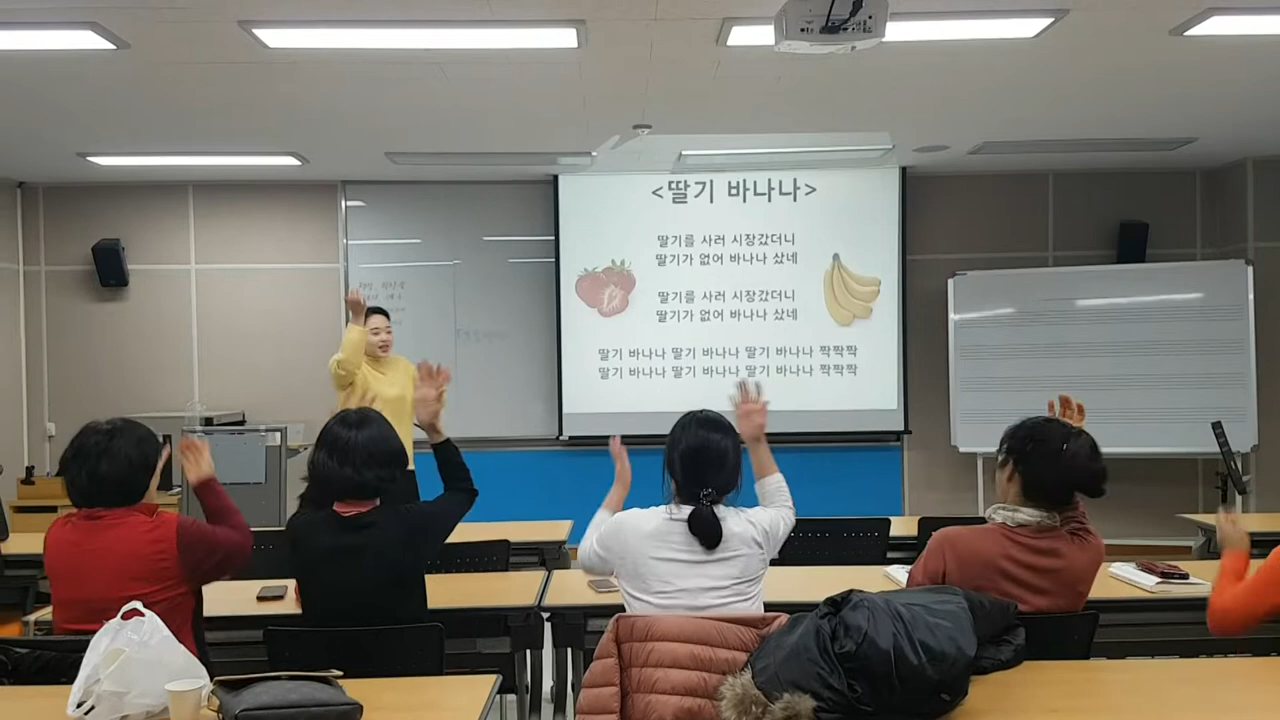 <딸기 바나나>
딸기를 사러 시장갔더니
딸기가 없어 바나나 샀네
딸기를 사러 시장갔더니
딸기가 없어 바나나 샀네
딸기 바나나 딸기 바나나 딸기 바나나 짝짝짝
딸기 바나나 딸기 바나나 딸기 바나나 짝짝짝